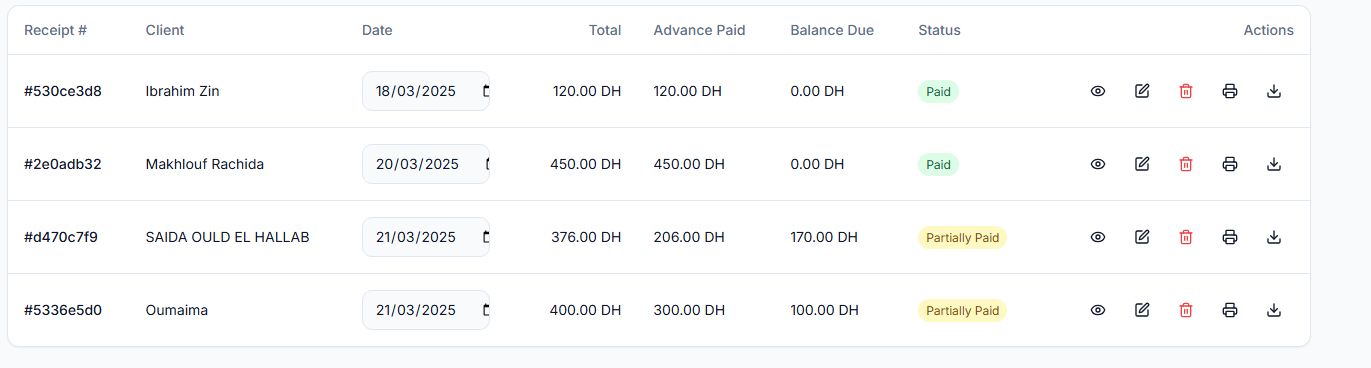 Receipt # Client Date Total Advance Paid Balance Due Status Actions
#530ce3d8 Ibrahim Zin 18/03/2025 120.00 DH 120.00 DH 0.00 DH Paid
#2e0adb32 Makhlouf Rachida 20/03/2025 450.00 DH 450.00 DH 0.00 DH Paid
#d470c7f9 SAIDA OULD EL HALLAB 21/03/2025 376.00 DH 206.00 DH 170.00 DH Partially Paid
#5336e5d0 Oumaima 21/03/2025 400.00 DH 300.00 DH 100.00 DH Partially Paid